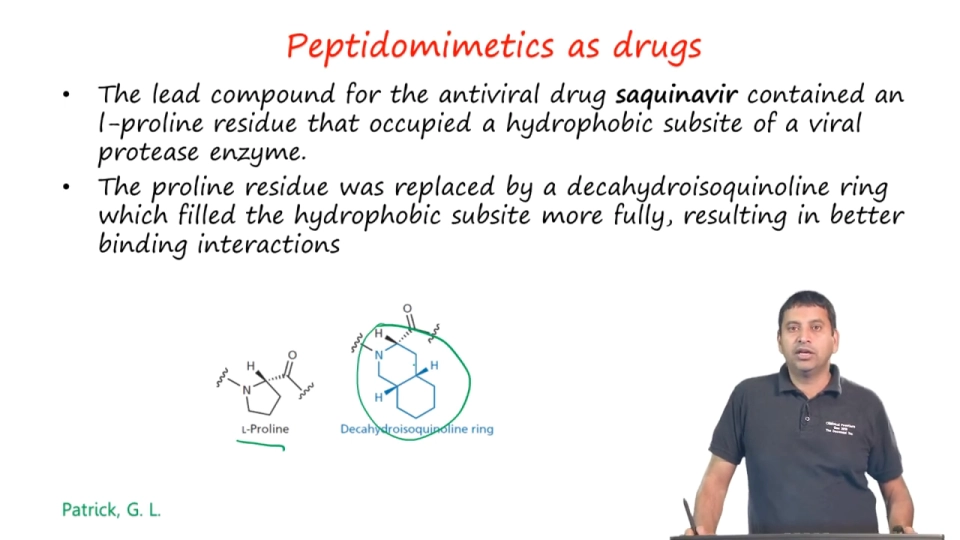 Peptidomimetics as drugs
• The lead compound for the antiviral drug saquinavir contained an
l-proline residue that occupied a hydrophobic subsite of a viral
protease enzyme.
• The proline residue was replaced by a decahydroisoquinoline ring
which filled the hydrophobic subsite more fully, resulting in better
binding interactions
O
H
N
H
H
O
H
N
L-Proline
Decahydroisoquinoline ring
Patrick, G. L.